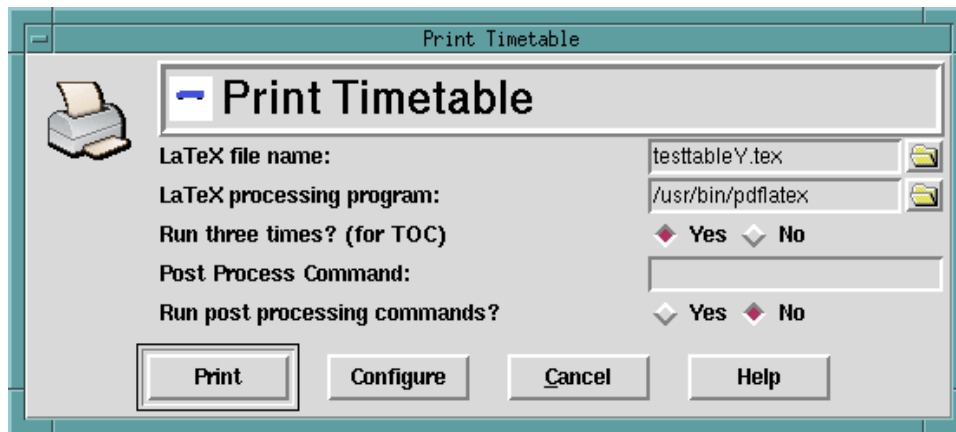 Print Timetable
Print Timetable
LaTeX file name: testtableY.tex
LaTeX processing program: /usr/bin/pdflatex
Run three times? (for TOC) Yes No
Post Process Command:
Run post processing commands? Yes No
Print Configure Cancel Help